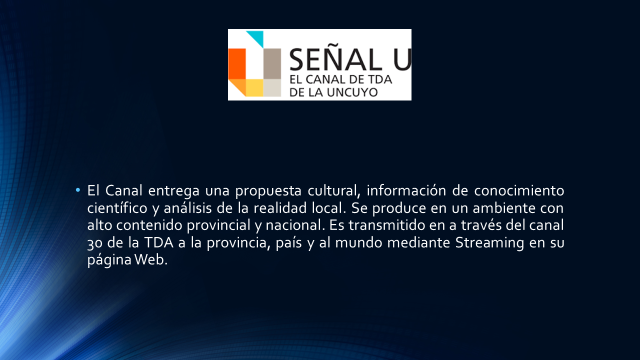 SEÑAL U
EL CANAL DE TDA
DE LA UNCUYO
• El Canal entrega una propuesta cultural, información de conocimiento
científico y análisis de la realidad local. Se produce en un ambiente con
alto contenido provincial y nacional. Es transmitido en a través del canal
30 de la TDA a la provincia, país y al mundo mediante Streaming en su
página Web.